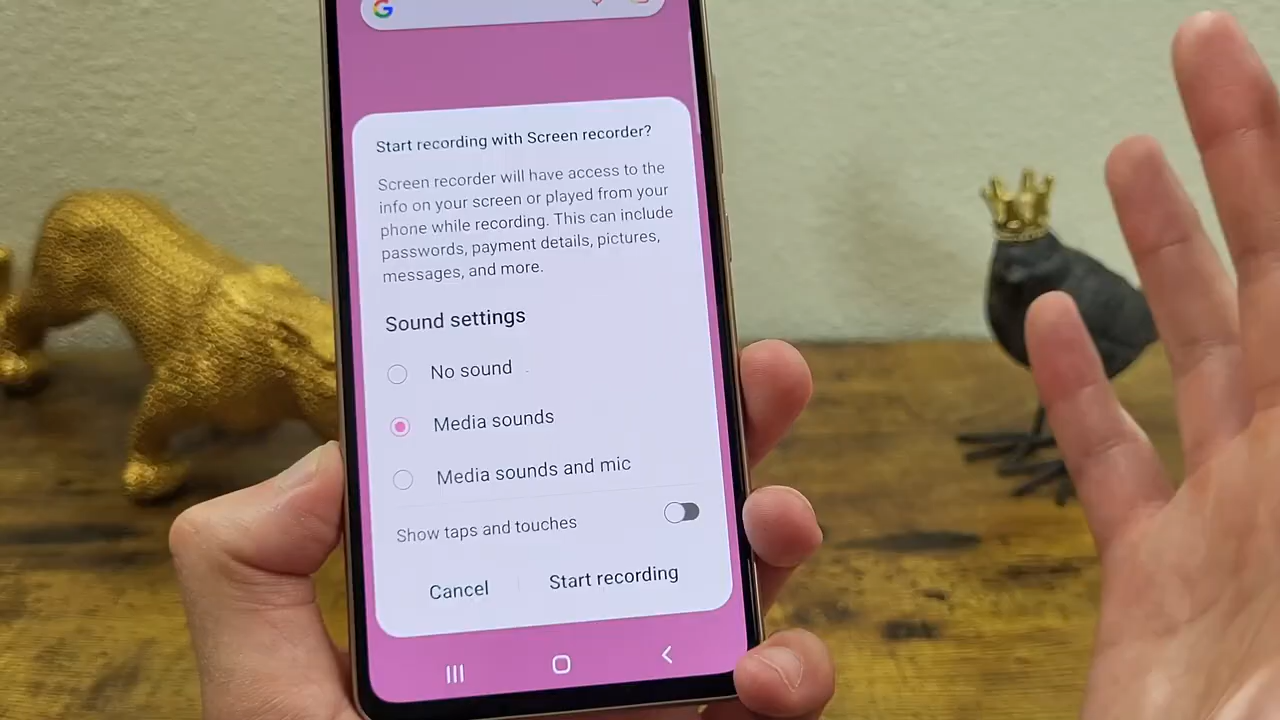 Start recording with Screen recorder?
Screen recorder will have access to the
info on your screen or played from your
phone while recording. This can include
passwords, payment details, pictures,
messages, and more.
Sound settings
No sound
Media sounds
Media sounds and mic
Show taps and touches
Cancel
Start recording